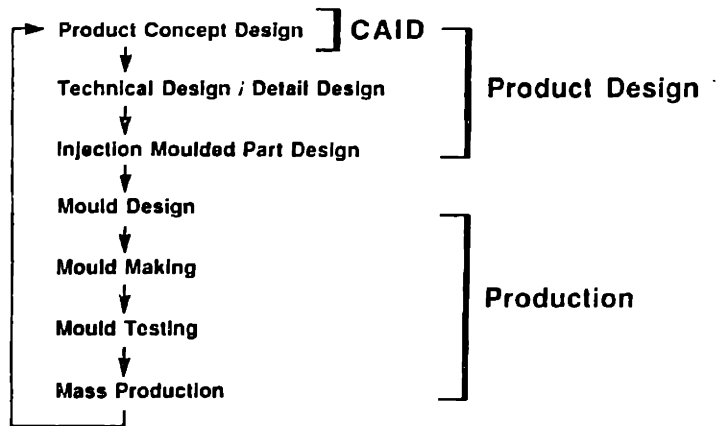 Product Concept Design
CAID
Technical Design / Detail Design
Product Design
Injection Moulded Part Design
Mould Design
Mould Making
Production
Mould Testing
Mass Production